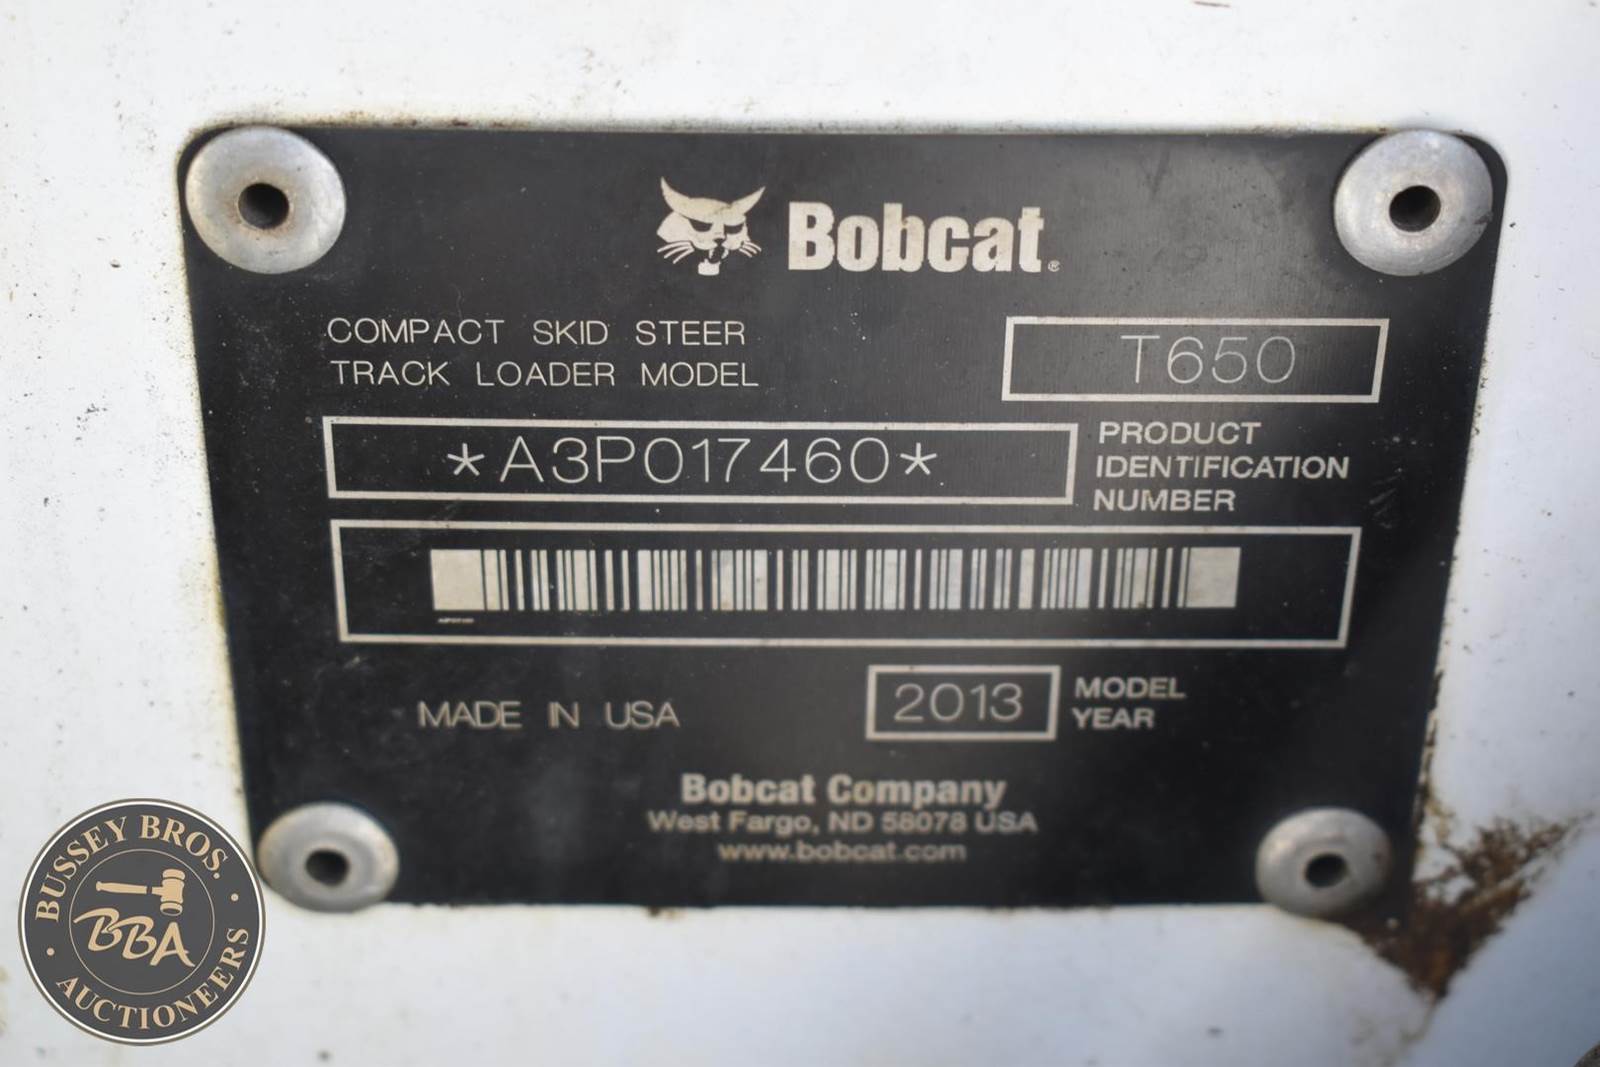 Bobcat®
COMPACT SKID STEER
TRACK LOADER MODEL
T650
*A3P017460*
PRODUCT
IDENTIFICATION
NUMBER
MADE IN USA
2013
MODEL
YEAR
Bobcat Company
West Fargo, ND 58078 USA
www.bobcat.com
BUSSEY BROS.
BBA
AUCTIONEERS